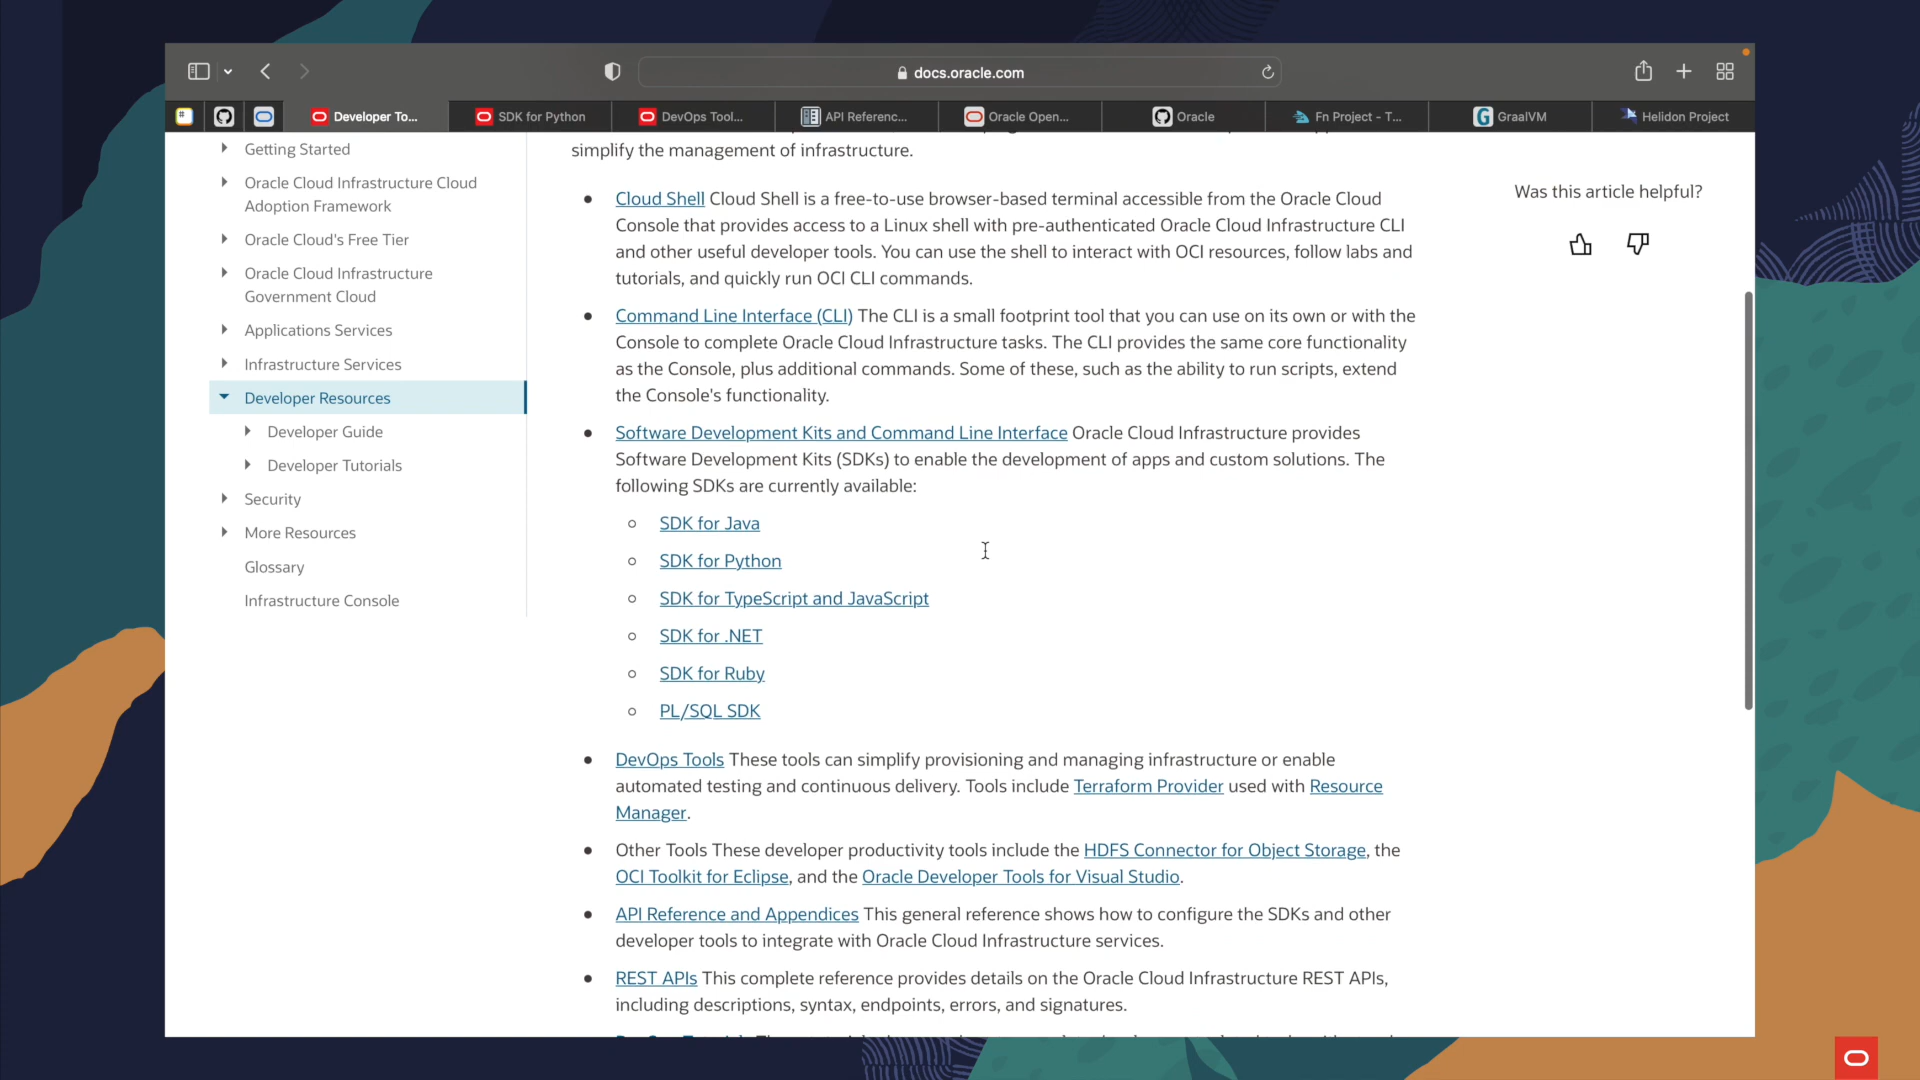 docs.oracle.com
Developer To...
SDK for Python
DevOps Tool...
API Referenc...
Oracle Open...
Oracle
Fn Project - T...
GraalVM
Helidon Project
Getting Started
Oracle Cloud Infrastructure Cloud
Adoption Framework
Oracle Cloud's Free Tier
Oracle Cloud Infrastructure
Government Cloud
Applications Services
Infrastructure Services
Developer Resources
Developer Guide
Developer Tutorials
Security
More Resources
Glossary
Infrastructure Console
simplify the management of infrastructure.
Cloud Shell Cloud Shell is a free-to-use browser-based terminal accessible from the Oracle Cloud
Console that provides access to a Linux shell with pre-authenticated Oracle Cloud Infrastructure CLI
and other useful developer tools. You can use the shell to interact with OCI resources, follow labs and
tutorials, and quickly run OCI CLI commands.
Command Line Interface (CLI) The CLI is a small footprint tool that you can use on its own or with the
Console to complete Oracle Cloud Infrastructure tasks. The CLI provides the same core functionality
as the Console, plus additional commands. Some of these, such as the ability to run scripts, extend
the Console's functionality.
Software Development Kits and Command Line Interface Oracle Cloud Infrastructure provides
Software Development Kits (SDKs) to enable the development of apps and custom solutions. The
following SDKs are currently available:
SDK for Java
SDK for Python
SDK for TypeScript and JavaScript
SDK for .NET
SDK for Ruby
PL/SQL SDK
DevOps Tools These tools can simplify provisioning and managing infrastructure or enable
automated testing and continuous delivery. Tools include Terraform Provider used with Resource
Manager.
Other Tools These developer productivity tools include the HDFS Connector for Object Storage, the
OCI Toolkit for Eclipse, and the Oracle Developer Tools for Visual Studio.
API Reference and Appendices This general reference shows how to configure the SDKs and other
developer tools to integrate with Oracle Cloud Infrastructure services.
REST APIs This complete reference provides details on the Oracle Cloud Infrastructure REST APIs,
including descriptions, syntax, endpoints, errors, and signatures.
Was this article helpful?